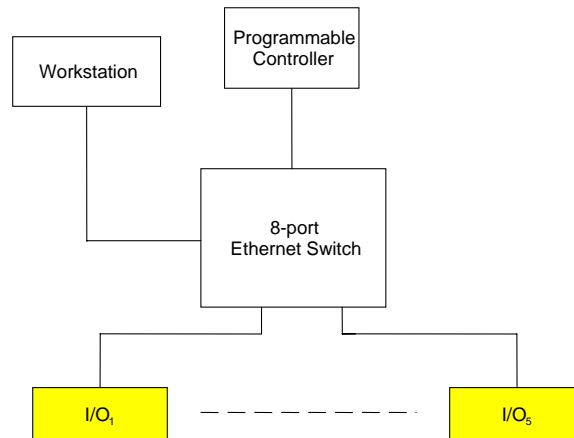 Programmable
Controller
Workstation
8-port
Ethernet Switch
I/O₁
I/O₅